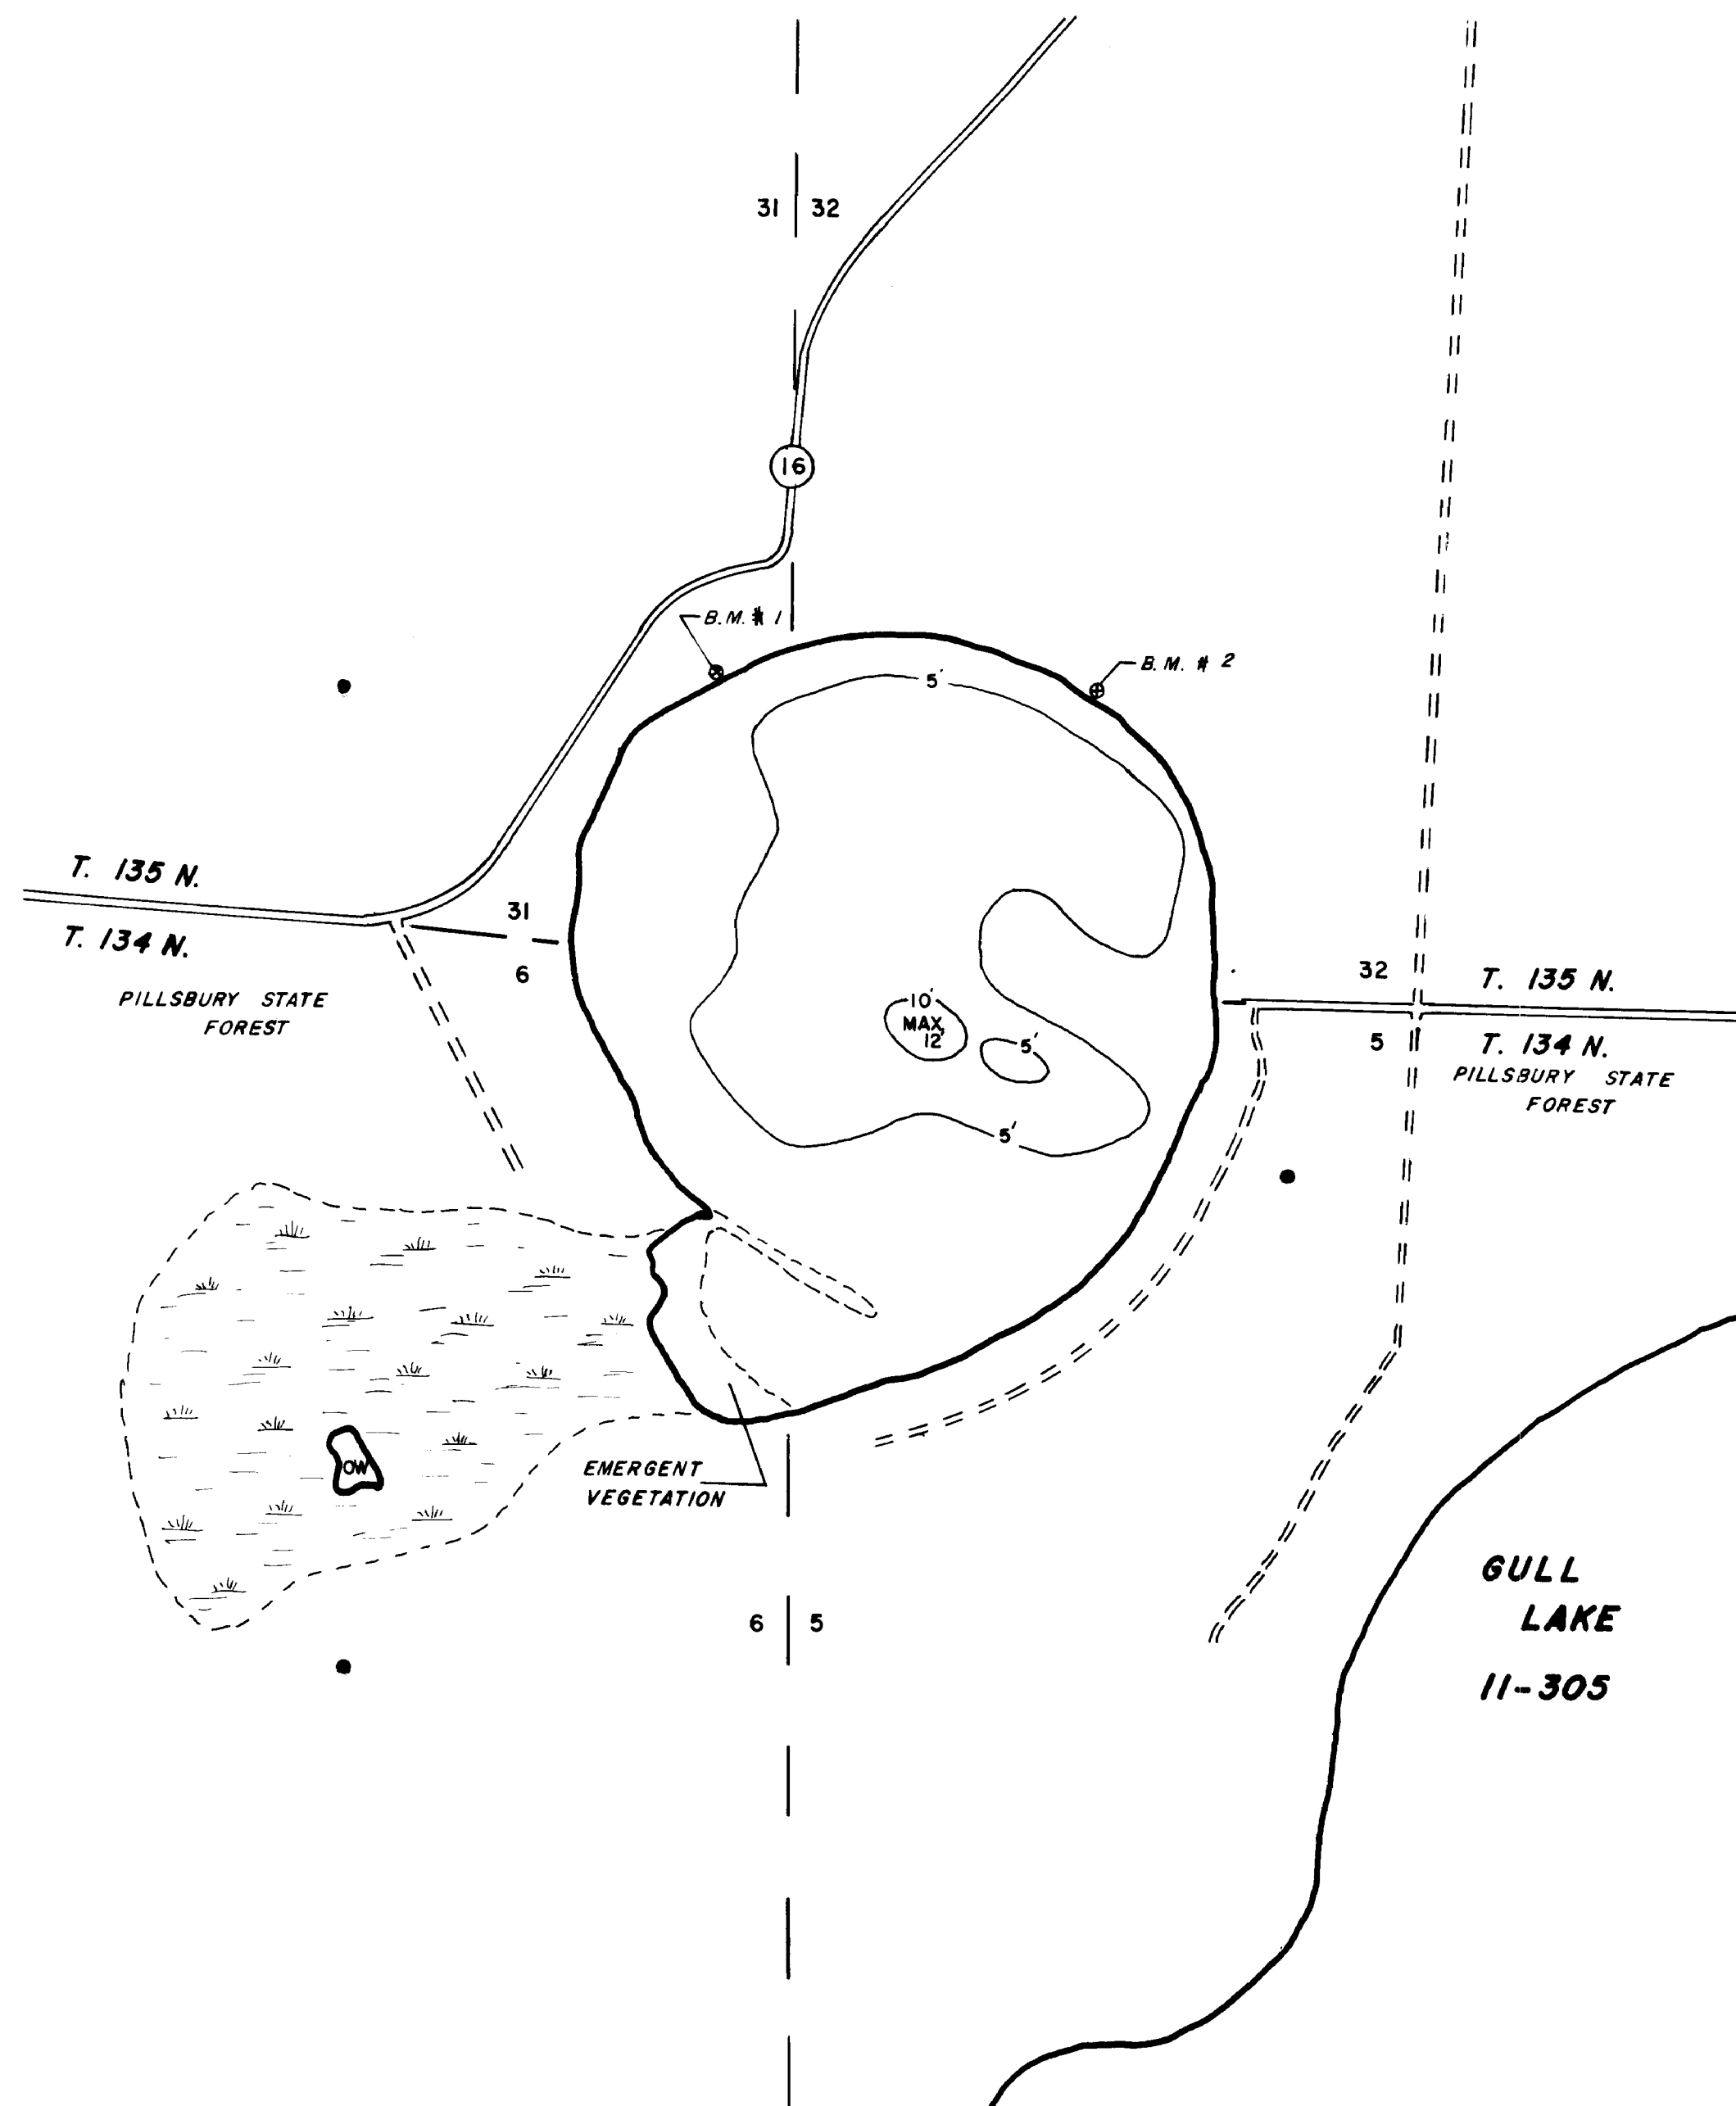 31 32
16
B.M. # 1
B.M. # 2
5'
T. 135 N.
T. 134 N.
31
6
PILLSBURY STATE
FOREST
32
5
T. 135 N.
T. 134 N.
PILLSBURY STATE
FOREST
10'
MAX.
12'
5'
5'
OW
EMERGENT
VEGETATION
6 5
GULL
LAKE
11-305